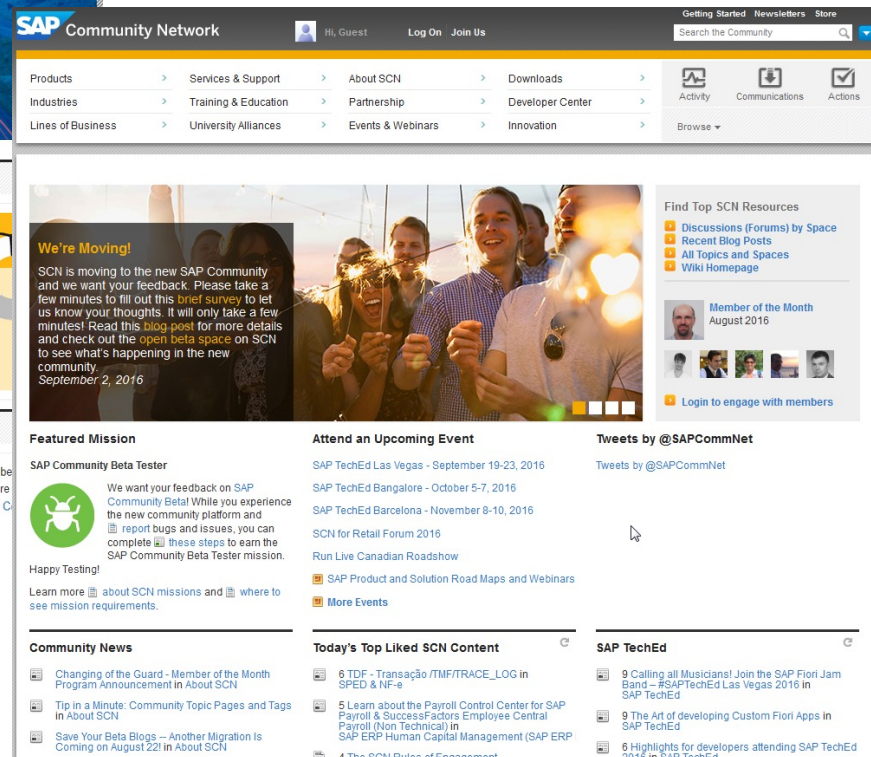 SAP Community Network
Hi, Guest
Log On Join Us
Getting Started Newsletters Store
Search the Community
Products
Services & Support
About SCN
Downloads
Industries
Training & Education
Partnership
Developer Center
Lines of Business
University Alliances
Events & Webinars
Innovation
Activity
Communications
Actions
Browse
We're Moving!
SCN is moving to the new SAP Community
and we want your feedback. Please take a
few minutes to fill out this brief survey to let
us know your thoughts. It will only take a few
minutes! Read this blog post for more details
and check out the open beta space on SCN
to see what's happening in the new
community.
September 2, 2016
Find Top SCN Resources
Discussions (Forums) by Space
Recent Blog Posts
All Topics and Spaces
Wiki Homepage
Member of the Month
August 2016
Login to engage with members
Featured Mission
SAP Community Beta Tester
We want your feedback on SAP
Community Beta! While you experience
the new community platform and
report bugs and issues, you can
complete these steps to earn the
SAP Community Beta Tester mission.
Happy Testing!
Learn more about SCN missions and where to
see mission requirements.
Attend an Upcoming Event
SAP TechEd Las Vegas - September 19-23, 2016
SAP TechEd Bangalore - October 5-7, 2016
SAP TechEd Barcelona - November 8-10, 2016
SCN for Retail Forum 2016
Run Live Canadian Roadshow
SAP Product and Solution Road Maps and Webinars
More Events
Tweets by @SAPCommNet
Tweets by @SAPCommNet
Community News
Changing of the Guard - Member of the Month
Program Announcement in About SCN
Tip in a Minute: Community Topic Pages and Tags
in About SCN
Save Your Beta Blogs -- Another Migration Is
Coming on August 22! in About SCN
Today's Top Liked SCN Content
6 TDF - Transação /TMF/TRACE_LOG in
SPED & NF-e
5 Learn about the Payroll Control Center for SAP
Payroll & SuccessFactors Employee Central
Payroll (Non Technical) in
SAP ERP Human Capital Management (SAP ERP
4 The SCN Rules of Engagement
SAP TechEd
9 Calling all Musicians! Join the SAP Fiori Jam
Band – #SAPTechEd Las Vegas 2016 in
SAP TechEd
9 The Art of developing Custom Fiori Apps in
SAP TechEd
6 Highlights for developers attending SAP TechEd
2016 in SAP TechEd